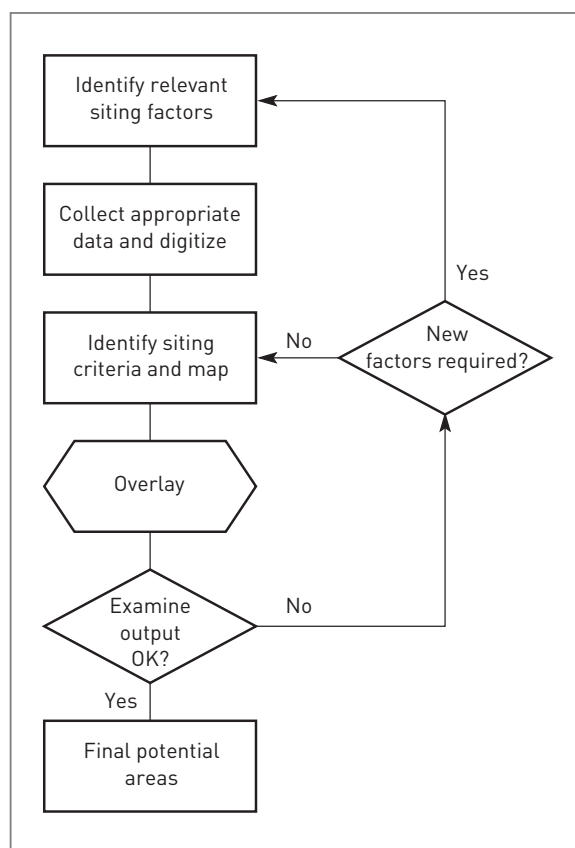 Identify relevant
siting factors
Collect appropriate
data and digitize
Yes
Identify siting
criteria and map
No
New
factors required?
Overlay
Examine
output
OK?
No
Yes
Final potential
areas